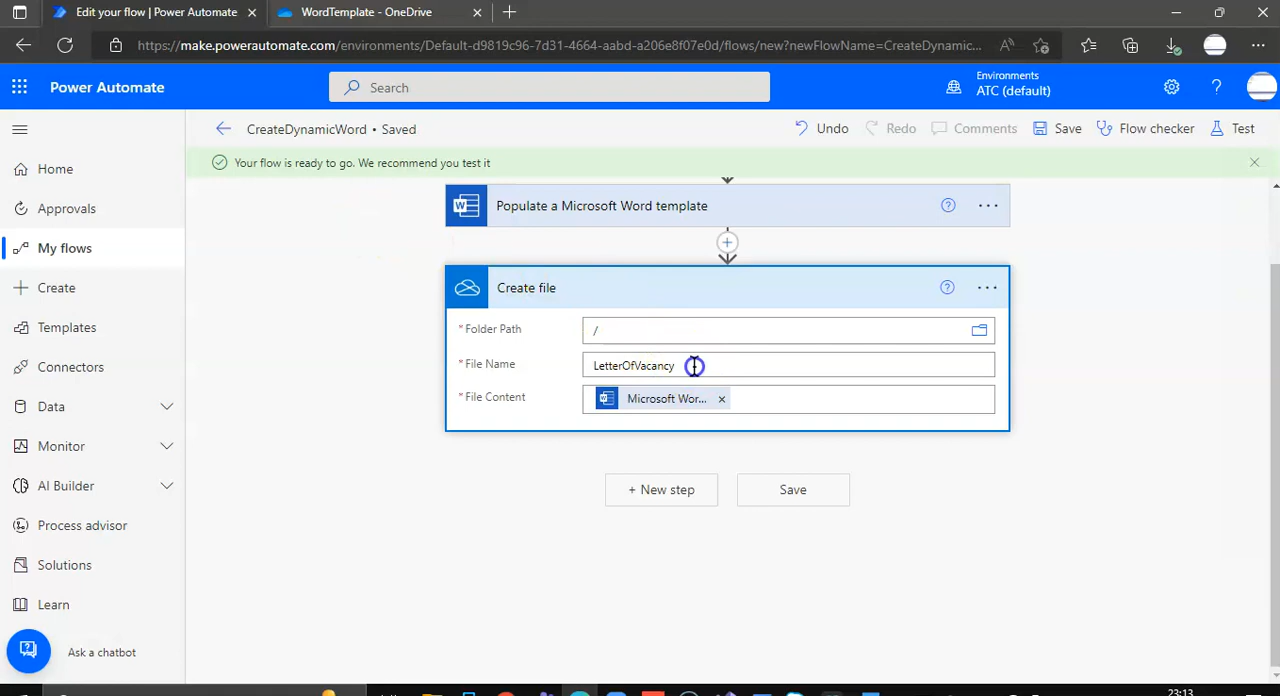 Edit your flow | Power Automate
WordTemplate - OneDrive
https://make.powerautomate.com/environments/Default-d9819c96-7d31-4664-aabd-a206e8f07e0d/flows/new?newFlowName=CreateDynamic...
Power Automate
Search
Environments
ATC (default)
CreateDynamicWord • Saved
Undo
Redo
Comments
Save
Flow checker
Test
Your flow is ready to go. We recommend you test it
Home
Approvals
My flows
Create
Templates
Connectors
Data
Monitor
AI Builder
Process advisor
Solutions
Learn
Ask a chatbot
Populate a Microsoft Word template
Create file
* Folder Path
/
* File Name
LetterOfVacancy
* File Content
Microsoft Wor...
+ New step
Save
23:13